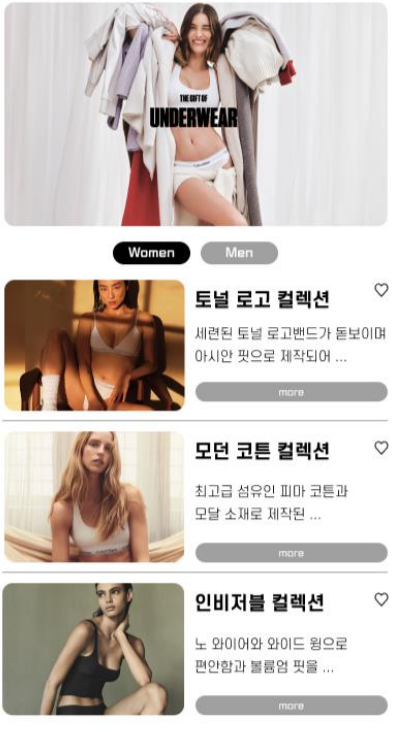 THE GIFT OF
UNDERWEAR
Women
Men
토널 로고 컬렉션
세련된 토널 로고밴드가 돋보이며
아시안 핏으로 제작되어 ...
more
모던 코튼 컬렉션
최고급 섬유인 피마 코튼과
모달 소재로 제작된 ...
more
인비저블 컬렉션
노 와이어와 와이드 윙으로
편안함과 볼륨업 핏을 ...
more